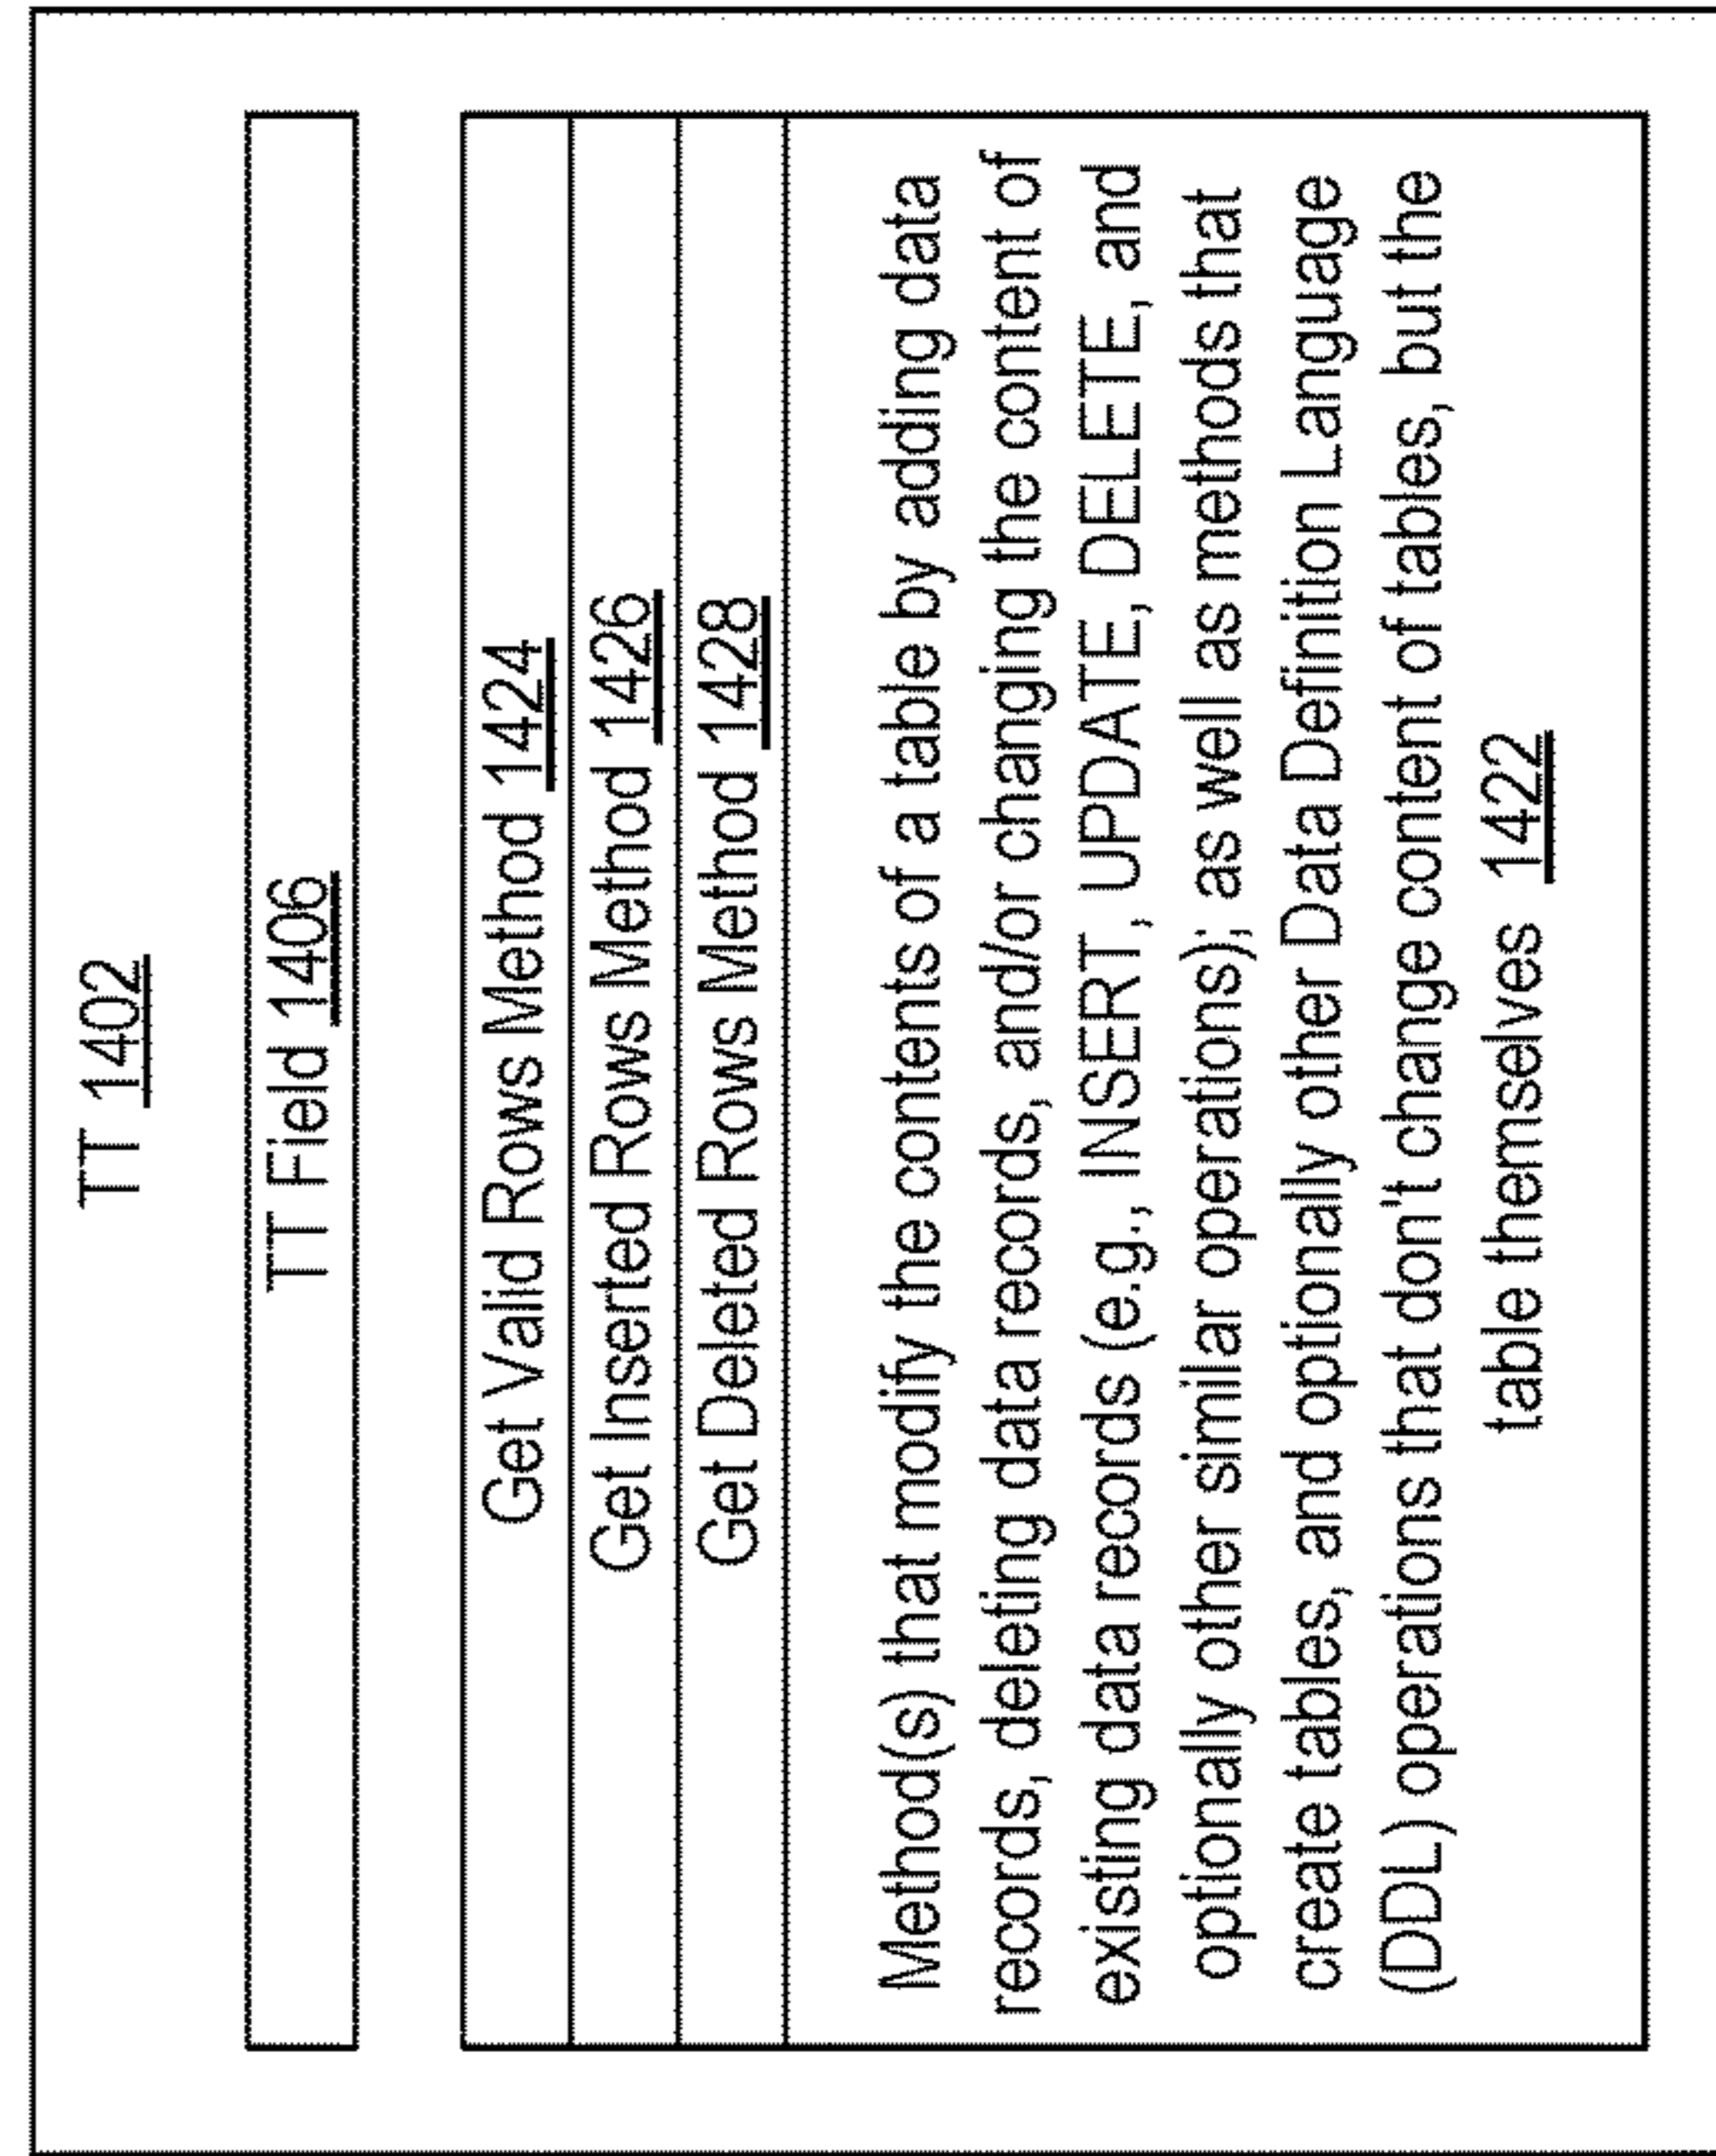 TT 1402
TT Field 1406
Get Valid Rows Method 1424
Get Inserted Rows Method 1426
Get Deleted Rows Method 1428
Method(s) that modify the contents of a table by adding data
records, deleting data records, and/or changing the content of
existing data records (e.g., INSERT, UPDATE, DELETE, and
optionally other similar operations); as well as methods that
create tables, and optionally other Data Definition Language
(DDL) operations that don't change content of tables, but the
table themselves 1422